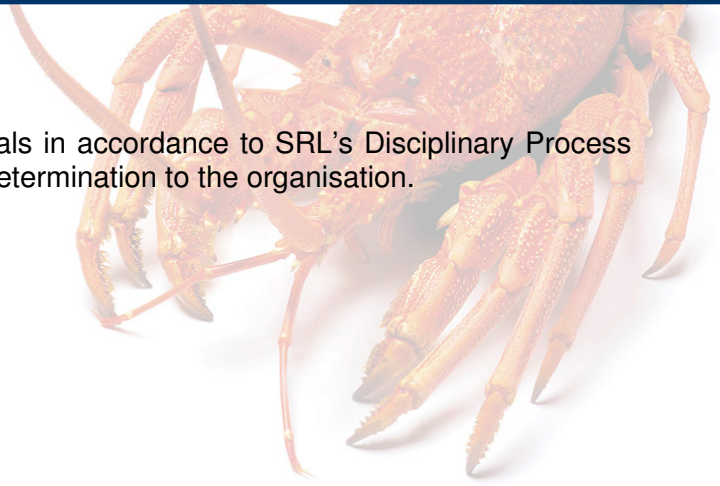 als in accordance to SRL's Disciplinary Process
etermination to the organisation.